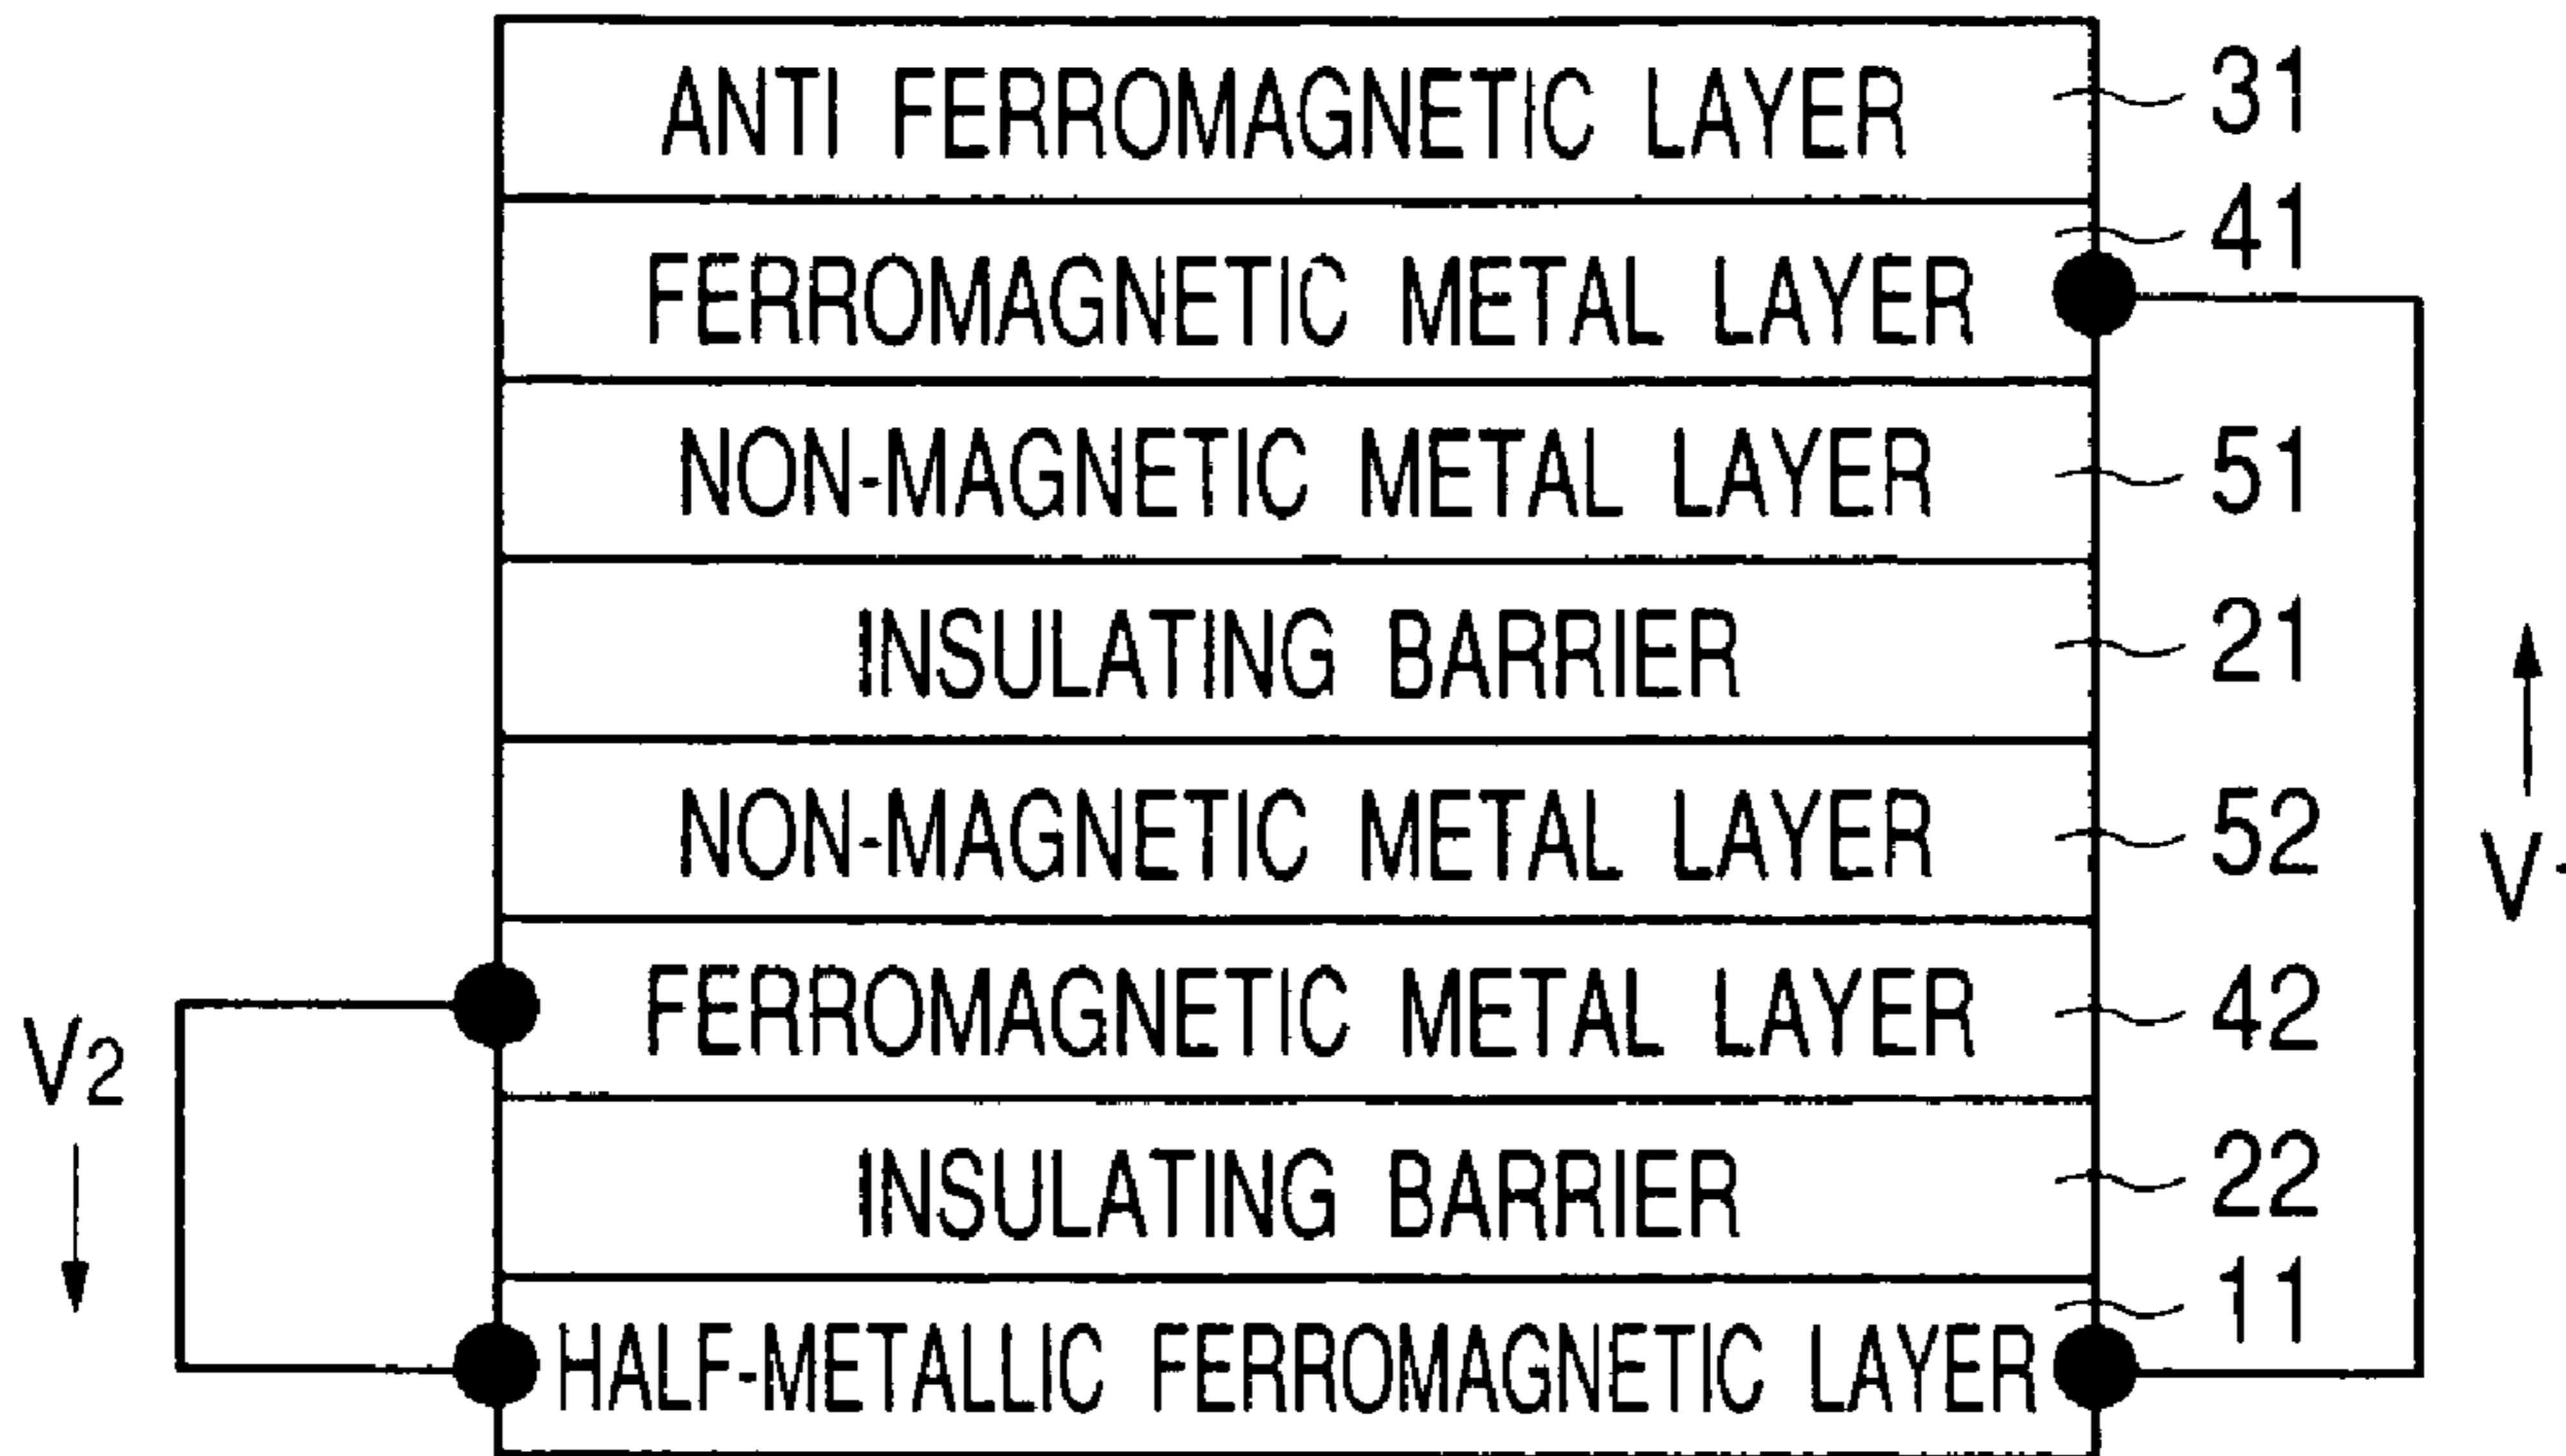 ANTI FERROMAGNETIC LAYER 31
FERROMAGNETIC METAL LAYER 41
NON-MAGNETIC METAL LAYER 51
INSULATING BARRIER 21
NON-MAGNETIC METAL LAYER 52
V
FERROMAGNETIC METAL LAYER 42
V2
INSULATING BARRIER 22
HALF-METALLIC FERROMAGNETIC LAYER 11